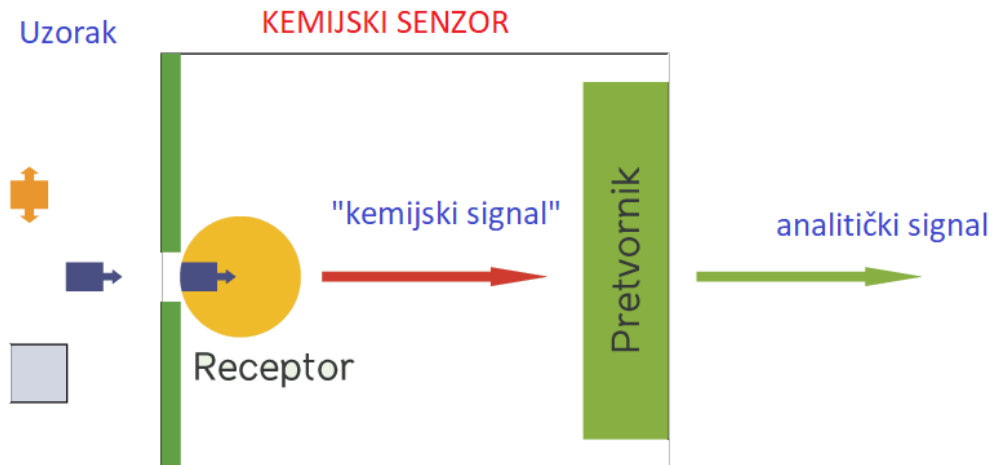 Uzorak
KEMIJSKI SENZOR
"kemijski signal"
Pretvornik
analitički signal
Receptor